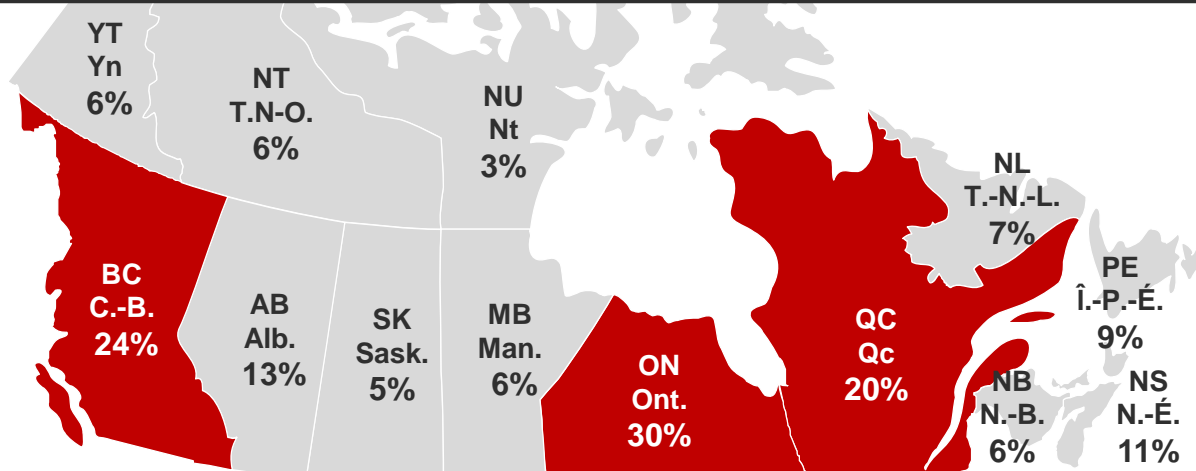 YT
Yn
6%
NT
T.N-O.
6%
NU
Nt
3%
NL
T.-N.-L.
7%
BC
C.-B.
24%
AB
Alb.
13%
SK
Sask.
5%
MB
Man.
6%
ON
Ont.
30%
QC
Qc
20%
PE
Î.-P.-É.
9%
NB
N.-B.
6%
NS
N.-É.
11%